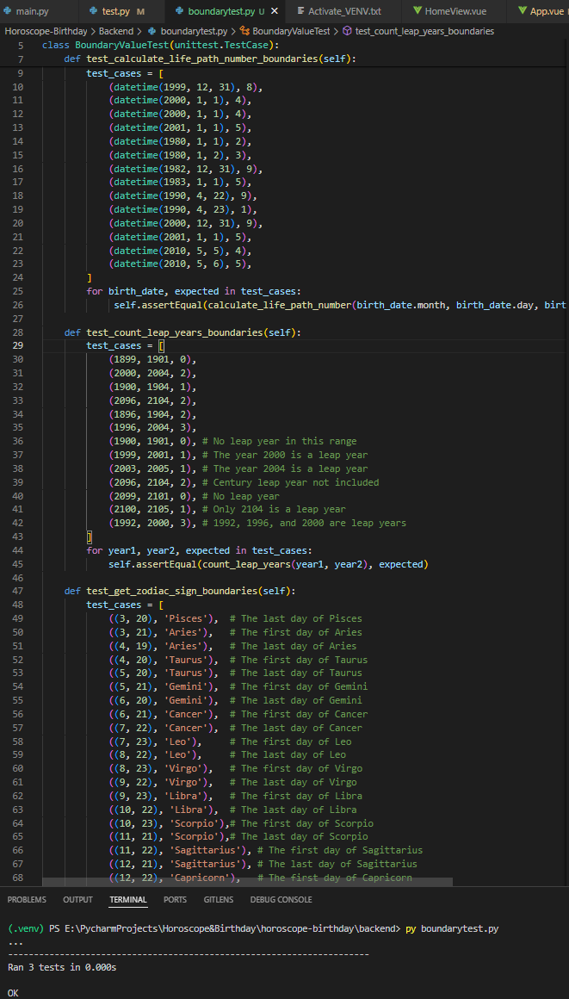 main.py
test.py M
boundarytest.py U
Activate_VENV.txt
HomeView.vue
App.vue
Horoscope-Birthday > Backend > boundarytest.py > BoundaryValueTest > test_count_leap_years_boundaries
5 class BoundaryValueTest(unittest.TestCase):
7 def test_calculate_life_path_number_boundaries(self):
9 test_cases = [
10 (datetime(1999, 12, 31), 8),
11 (datetime(2000, 1, 1), 4),
12 (datetime(2000, 1, 1), 4),
13 (datetime(2001, 1, 1), 5),
14 (datetime(1980, 1, 1), 2),
15 (datetime(1980, 1, 2), 3),
16 (datetime(1982, 12, 31), 9),
17 (datetime(1983, 1, 1), 5),
18 (datetime(1990, 4, 22), 9),
19 (datetime(1990, 4, 23), 1),
20 (datetime(2000, 12, 31), 9),
21 (datetime(2001, 1, 1), 5),
22 (datetime(2010, 5, 5), 4),
23 (datetime(2010, 5, 6), 5),
24 ]
25 for birth_date, expected in test_cases:
26 self.assertEqual(calculate_life_path_number(birth_date.month, birth_date.day, birt
27
28 def test_count_leap_years_boundaries(self):
29 test_cases = [
30 (1899, 1901, 0),
31 (2000, 2004, 2),
32 (1900, 1904, 1),
33 (2096, 2104, 2),
34 (1896, 1904, 2),
35 (1996, 2004, 3),
36 (1900, 1901, 0), # No leap year in this range
37 (1999, 2001, 1), # The year 2000 is a leap year
38 (2003, 2005, 1), # The year 2004 is a leap year
39 (2096, 2104, 2), # Century leap year not included
40 (2099, 2101, 0), # No leap year
41 (2100, 2105, 1), # Only 2104 is a leap year
42 (1992, 2000, 3), # 1992, 1996, and 2000 are leap years
43 ]
44 for year1, year2, expected in test_cases:
45 self.assertEqual(count_leap_years(year1, year2), expected)
46
47 def test_get_zodiac_sign_boundaries(self):
48 test_cases = [
49 ((3, 20), 'Pisces'), # The last day of Pisces
50 ((3, 21), 'Aries'), # The first day of Aries
51 ((4, 19), 'Aries'), # The last day of Aries
52 ((4, 20), 'Taurus'), # The first day of Taurus
53 ((5, 20), 'Taurus'), # The last day of Taurus
54 ((5, 21), 'Gemini'), # The first day of Gemini
55 ((6, 20), 'Gemini'), # The last day of Gemini
56 ((6, 21), 'Cancer'), # The first day of Cancer
57 ((7, 22), 'Cancer'), # The last day of Cancer
58 ((7, 23), 'Leo'), # The first day of Leo
59 ((8, 22), 'Leo'), # The last day of Leo
60 ((8, 23), 'Virgo'), # The first day of Virgo
61 ((9, 22), 'Virgo'), # The last day of Virgo
62 ((9, 23), 'Libra'), # The first day of Libra
63 ((10, 22), 'Libra'), # The last day of Libra
64 ((10, 23), 'Scorpio'),# The first day of Scorpio
65 ((11, 21), 'Scorpio'),# The last day of Scorpio
66 ((11, 22), 'Sagittarius'), # The first day of Sagittarius
67 ((12, 21), 'Sagittarius'), # The last day of Sagittarius
68 ((12, 22), 'Capricorn'), # The first day of Capricorn
PROBLEMS OUTPUT TERMINAL PORTS GITLENS DEBUG CONSOLE
(.venv) PS E:\PycharmProjects\Horoscope&Birthday\horoscope-birthday\backend> py boundarytest.py
...
----------------------------------------------------------------------
Ran 3 tests in 0.000s
OK